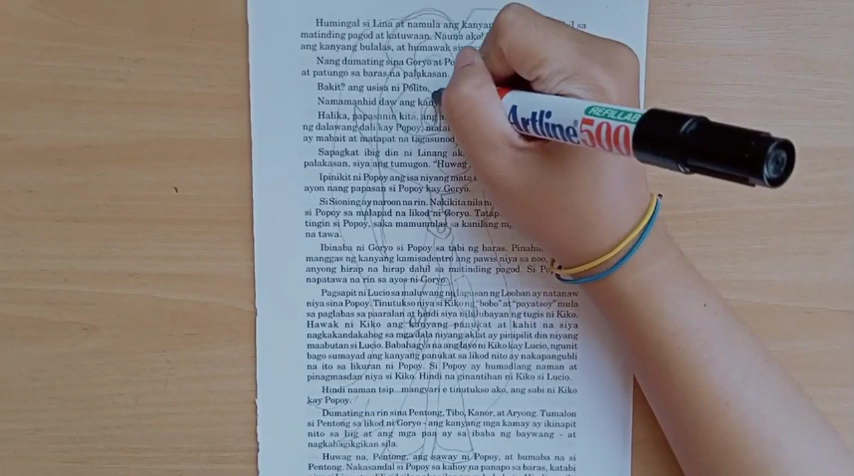 Humingal si Lina at namula ang kanyan sa
matinding pagod at katuwaan. Nauna ako!
ang kanyang bulalas, at humawak si
Nang dumating sina Goryo at Po
at patungo sa baras na palukasan.
Bakit? ang usisa ni Polito.
Namamanhid daw ang kany
Halika, papasanin kita, ang
ng dalawang dali kay Popoy, matat
ay mabait at matapat na tagasunod
Sapagkat ibig din ni Linang ak
palakasan, siya ang tumugon. "Huwag
Ipinikit ni Popoy ang isa niyang mata
ayon nang papasan si Popoy kay Goryo.
Si Sioning ay naroon na rin. Nakikita nila n
si Popoy sa malapad na likod ni Goryo. Tatap
tingin si Popoy, saka mamumulas sa kanilang m
na tawa.
Ibinaba ni Goryo si Popoy sa tabi ng baras. Pinahi
manggas ng kanyang kamisadentro ang pawis niya sa noo,
anyong hirap na hirap dahil sa matinding pagod. Si Po
napatawa na rin sa ayos ni Goryo.
Pagsapit ni Lucio sa maluwang na lagusan ng Looban ay natanaw
niya sina Popoy. Tinutukso niya si Kiko ng "bobo" at "payatsoy" mula
sa paglabas sa paaralan at hindi siya nilulubayan ng tugis ni Kiko.
Hawak ni Kiko ang kanyang panukat at kahit na siya
nagkakandakahog sa mga dala niyang aklat ay pinipilit din niyang
maabutan si Lucio. Babahagya na ang layo ni Kiko kay Lucio, ngunit
bago sumayad ang kanyang panukat sa likod nito ay nakapangubli
na ito sa likuran ni Popoy. Si Popoy ay humadlang naman at
pinagmasdan niya si Kiko. Hindi na ginantihan ni Kiko si Lucio.
Hindi naman tsip...mangyari e tinutukso ako, ang sabi ni Kiko
kay Popoy.
Dumating na rin sina Pentong, Tibo, Kanor, at Aryong. Tumalon
si Pentong sa likod ni Goryo - ang kanyang mga kamay ay ikinapit
nito sa liig at ang mga paa ay sa ibaba ng baywang - at
nagkahagikgikan sila.
Huwag na, Pentong, ang saway ni Popoy, at bumaba na si
Pentong. Nakasandal si Popoy sa kahoy na panapo sa baras, katabi
Artline 500
REFILLAB